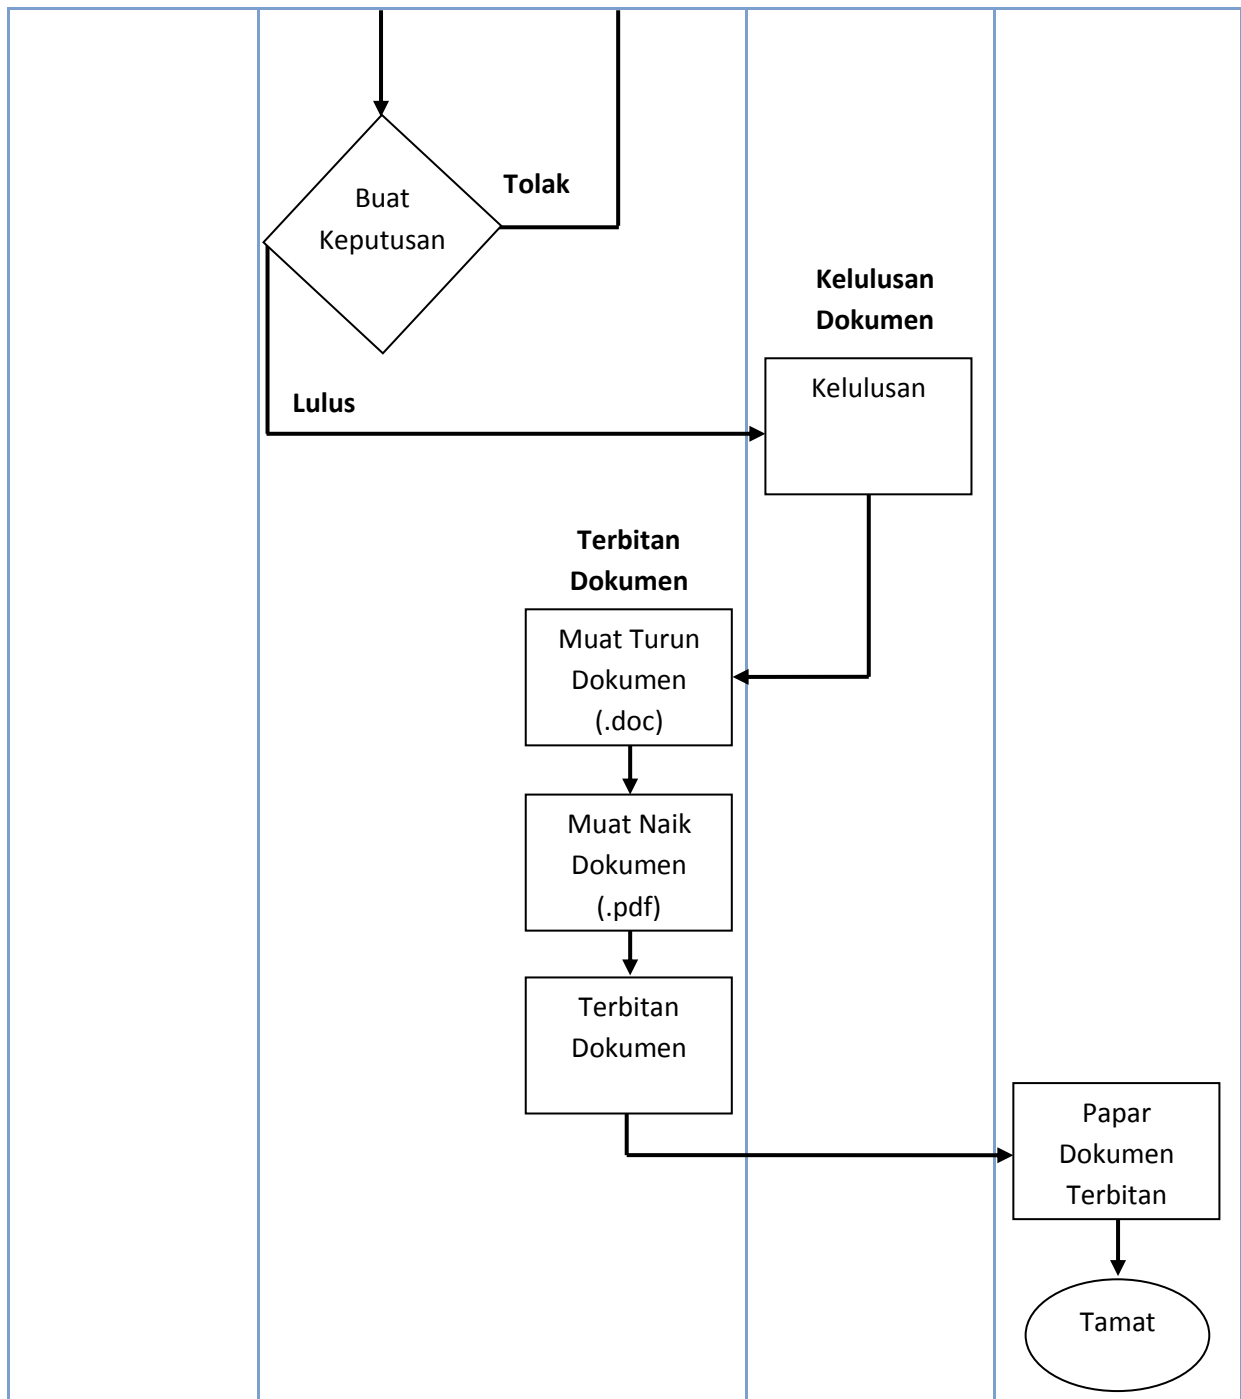 Tolak
Buat
Keputusan
Kelulusan
Dokumen
Kelulusan
Lulus
Terbitan
Dokumen
Muat Turun
Dokumen
(.doc)
Muat Naik
Dokumen
(.pdf)
Terbitan
Dokumen
Papar
Dokumen
Terbitan
Tamat